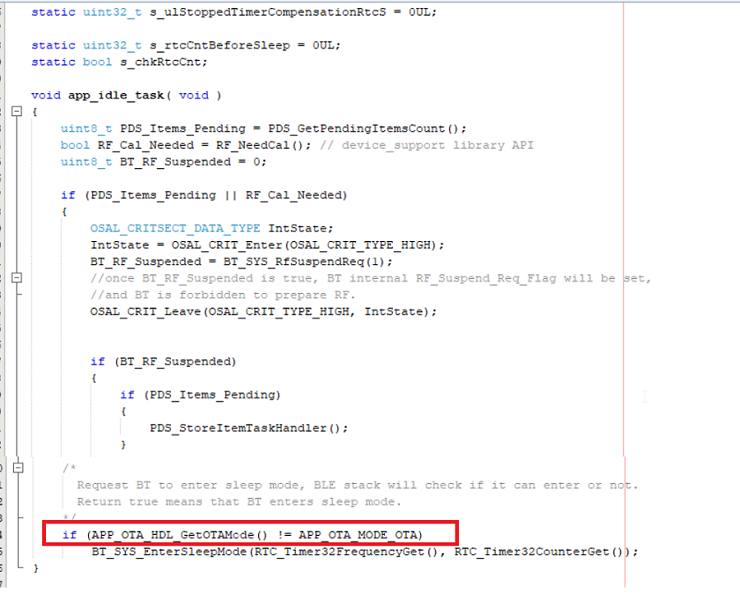 static uint32_t s_ulStoppedTimerCompensationRtcS = 0UL;
static uint32_t s_rtcCntBeforeSleep = 0UL;
static bool s_chkRtcCnt;
void app_idle_task( void )
{
uint8_t PDS_Items_Pending = PDS_GetPendingItemsCount();
bool RF_Cal_Needed = RF_NeedCal(); // device_support library API
uint8_t BT_RF_Suspended = 0;
if (PDS_Items_Pending || RF_Cal_Needed)
{
OSAL_CRITSECT_DATA_TYPE IntState;
IntState = OSAL_CRIT_Enter(OSAL_CRIT_TYPE_HIGH);
BT_RF_Suspended = BT_SYS_RfSuspendReq(1);
//once BT_RF_Suspended is true, BT internal RF_Suspend_Req_Flag will be set,
//and BT is forbidden to prepare RF.
OSAL_CRIT_Leave(OSAL_CRIT_TYPE_HIGH, IntState);
if (BT_RF_Suspended)
{
if (PDS_Items_Pending)
{
PDS_StoreItemTaskHandler();
}
/*
Request BT to enter sleep mode, BLE stack will check if it can enter or not.
Return true means that BT enters sleep mode.
*/
if (APP_OTA_HDL_GetOTAMode() != APP_OTA_MODE_OTA)
BT_SYS_EnterSleepMode(RTC_Timer32FrequencyGet(), RTC_Timer32CounterGet());
}